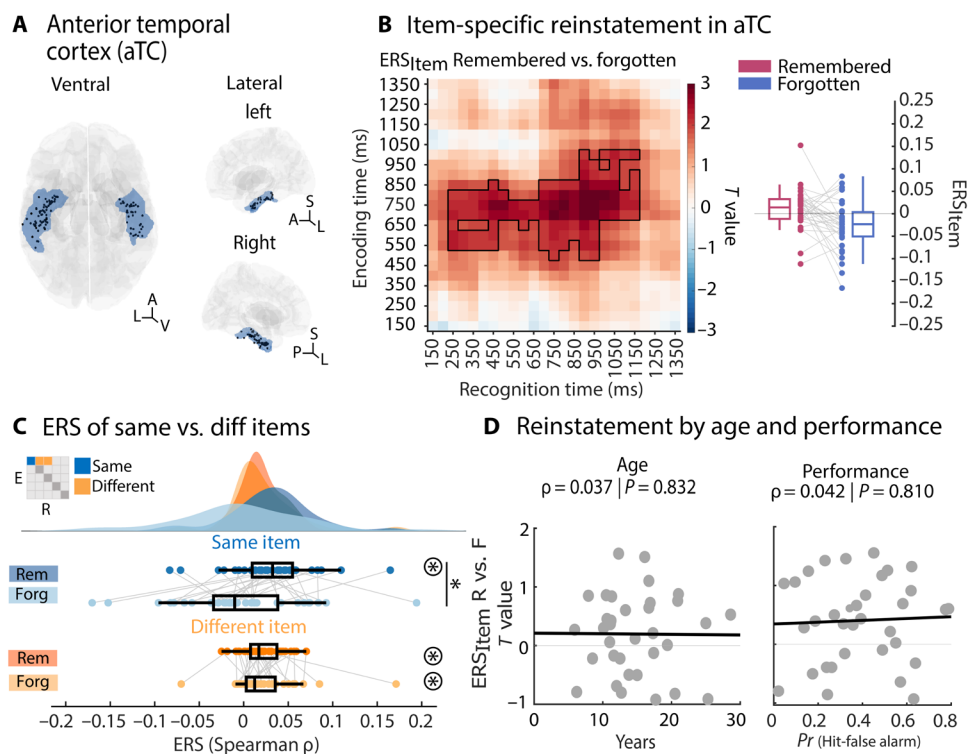 A Anterior temporal
cortex (aTC)
Ventral
Lateral
left
A S L
Right
L A V
P S L
B Item-specific reinstatement in aTC
ERSItem Remembered vs. forgotten
Encoding time (ms)
1350
1250
1150
1050
950
850
750
650
550
450
350
250
150
150 250 350 450 550 650 750 850 950 1050 1150 1250 1350
Recognition time (ms)
3
2
1
0
−1
−2
−3
T value
Remembered
Forgotten
0.25
0.2
0.15
0.1
0.05
0
−0.05
−0.1
−0.15
−0.2
−0.25
ERSItem
C ERS of same vs. diff items
E
R
Same
Different
Same item
Rem
Forg
*
*
Different item
Rem
*
Forg
*
−0.2 −0.15 −0.1 −0.05 0 0.05 0.1 0.15 0.2
ERS (Spearman ρ)
D Reinstatement by age and performance
Age
ρ = 0.037 | P = 0.832
ERSItem R vs. F
T value
2
1
0
−1
0 10 20 30
Years
Performance
ρ = 0.042 | P = 0.810
0 0.2 0.4 0.6 0.8
Pr (Hit-false alarm)